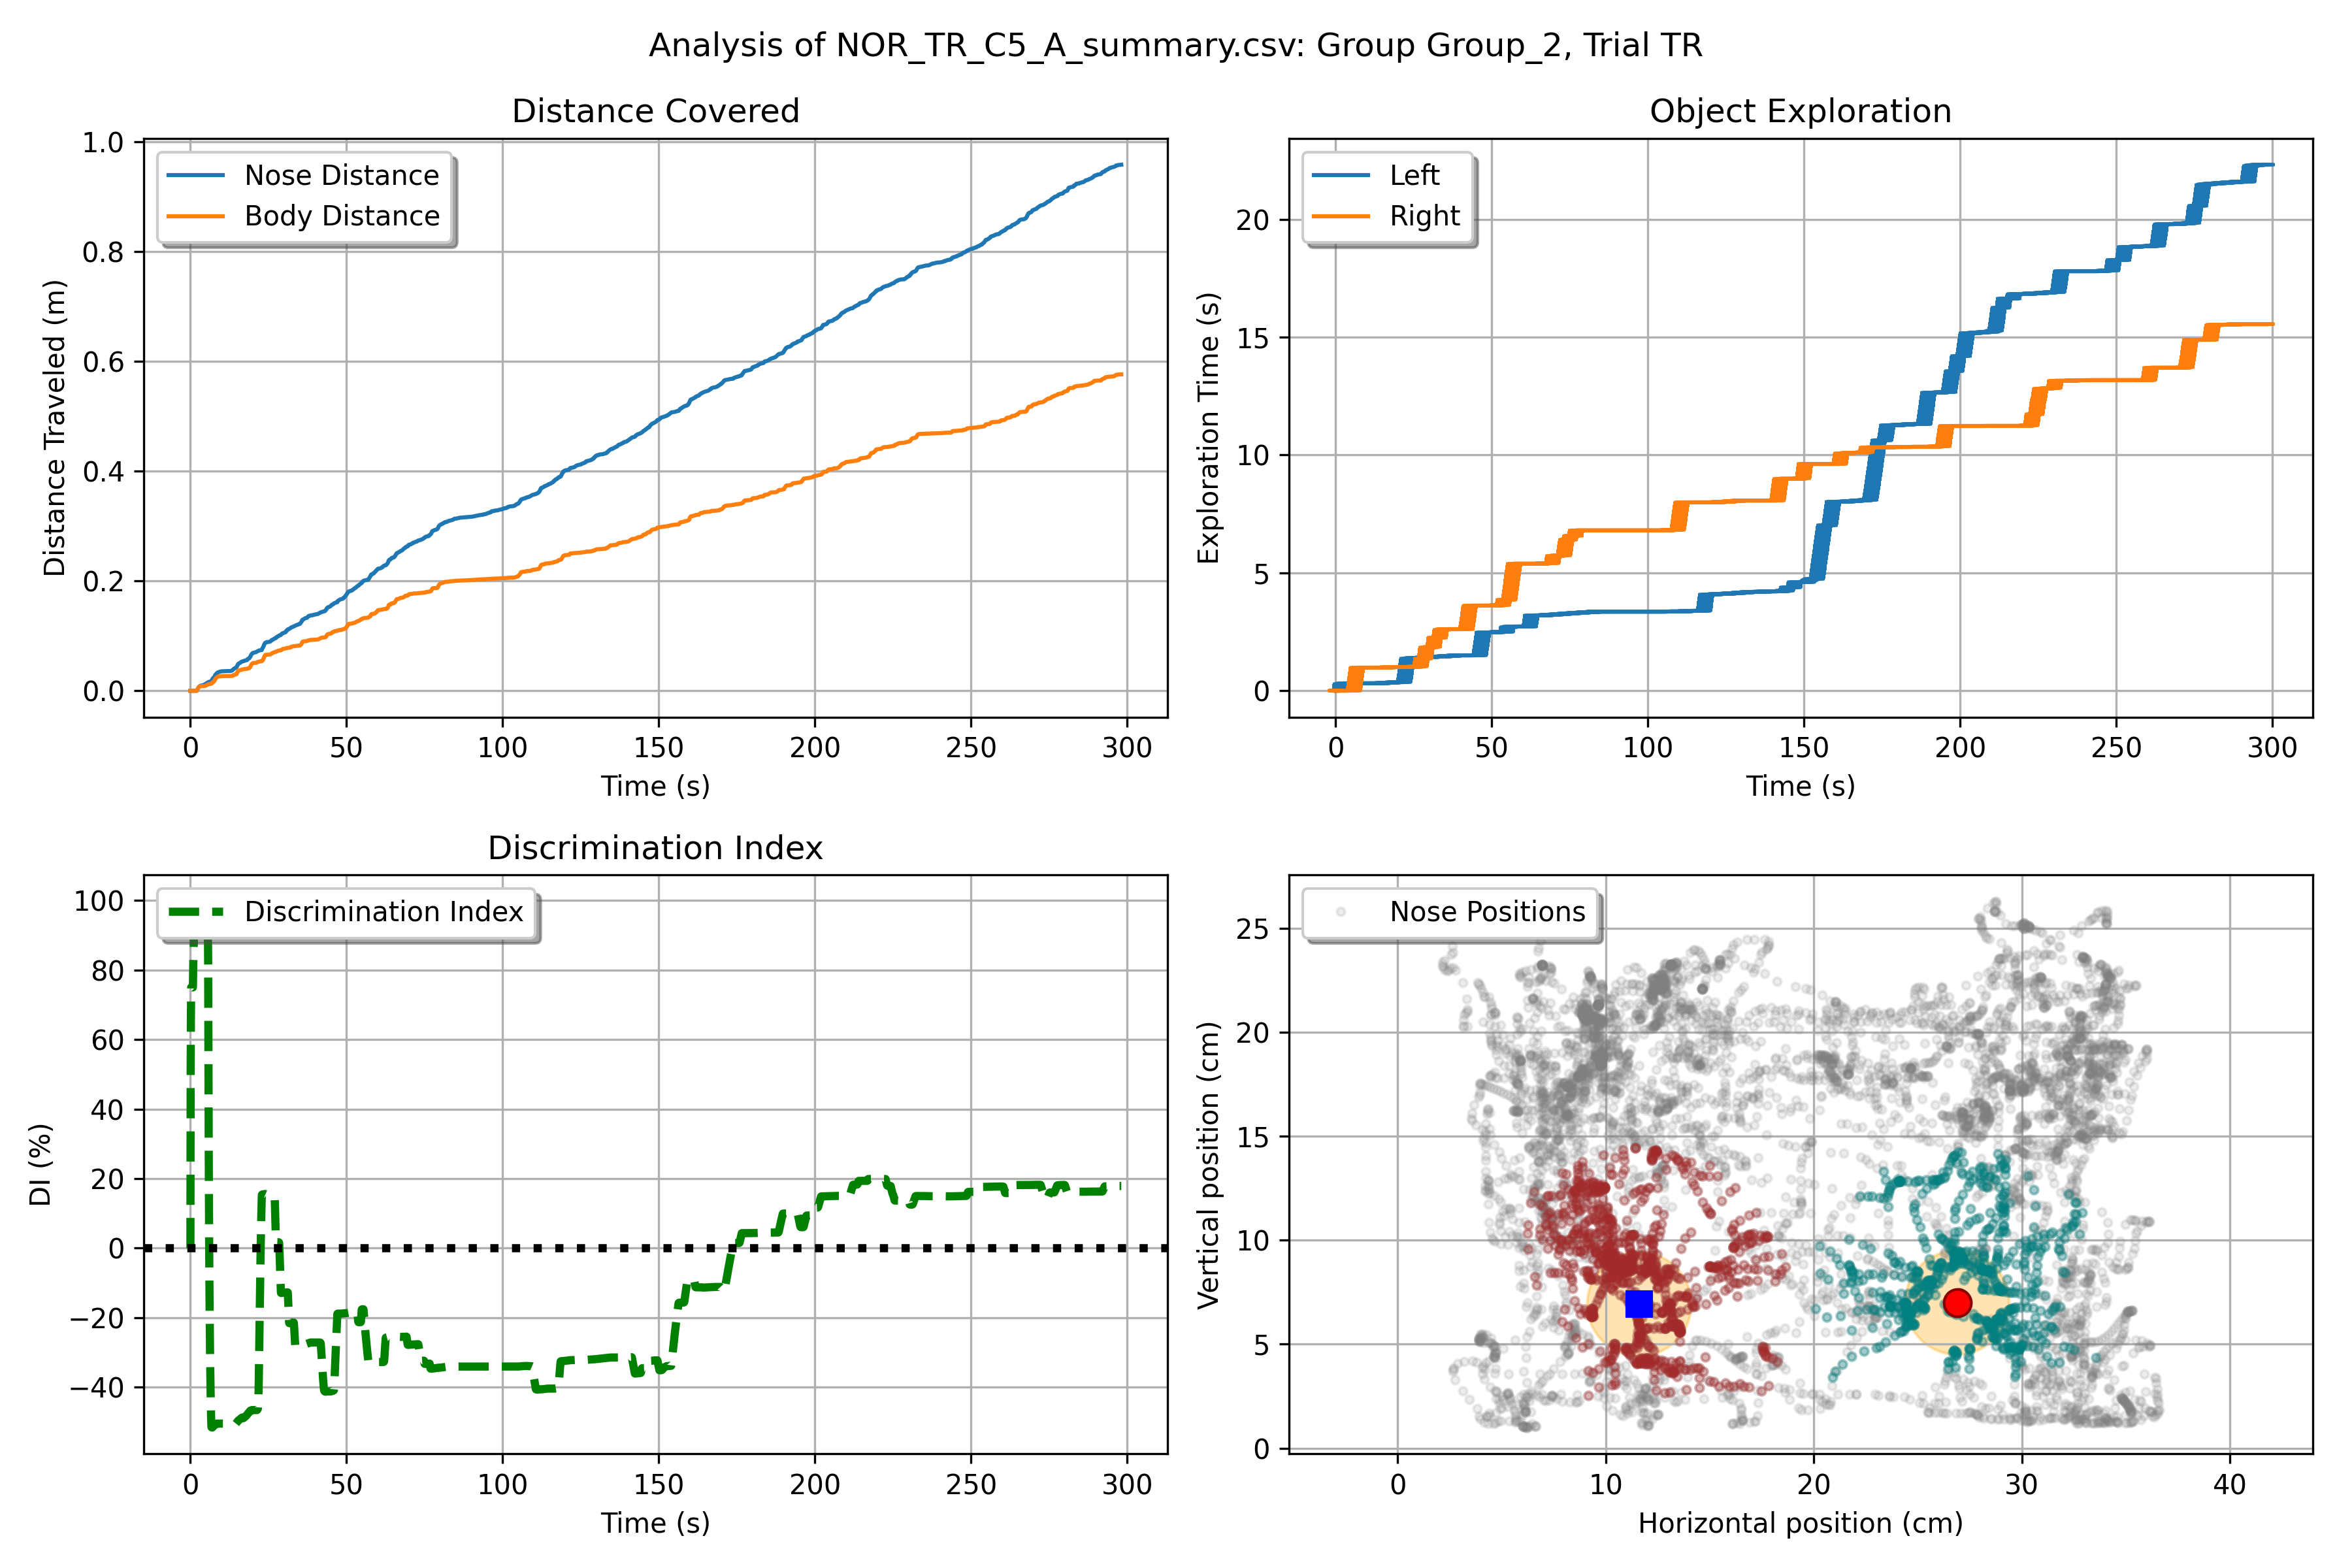 Analysis of NOR_TR_C5_A_summary.csv: Group Group_2, Trial TR
Distance Covered
1.0
0.8
0.6
0.4
0.2
0.0
Distance Traveled (m)
Nose Distance
Body Distance
0 50 100 150 200 250 300
Time (s)
Object Exploration
20
15
10
5
0
Exploration Time (s)
Left
Right
0 50 100 150 200 250 300
Time (s)
Discrimination Index
100
80
60
40
20
0
−20
−40
DI (%)
Discrimination Index
0 50 100 150 200 250 300
Time (s)
25
20
15
10
5
0
Vertical position (cm)
Nose Positions
0 10 20 30 40
Horizontal position (cm)